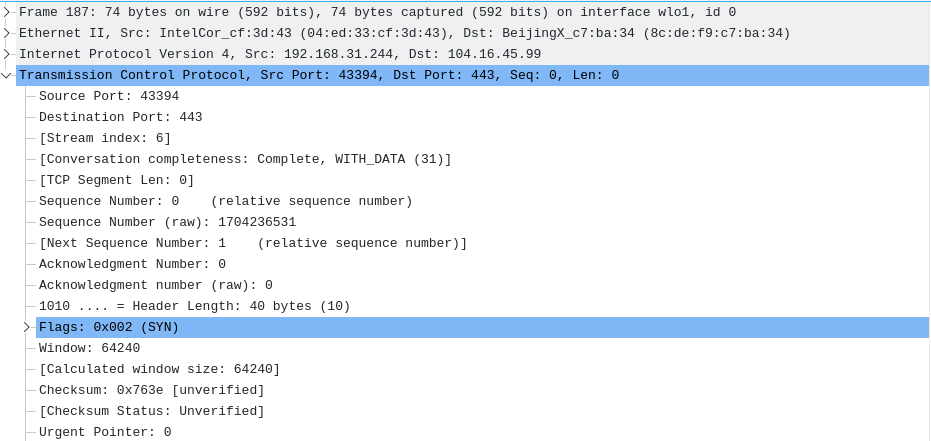 Frame 187: 74 bytes on wire (592 bits), 74 bytes captured (592 bits) on interface wlo1, id 0
Ethernet II, Src: IntelCor_cf:3d:43 (04:ed:33:cf:3d:43), Dst: BeijingX_c7:ba:34 (8c:de:f9:c7:ba:34)
Internet Protocol Version 4, Src: 192.168.31.244, Dst: 104.16.45.99
Transmission Control Protocol, Src Port: 43394, Dst Port: 443, Seq: 0, Len: 0
Source Port: 43394
Destination Port: 443
[Stream index: 6]
[Conversation completeness: Complete, WITH_DATA (31)]
[TCP Segment Len: 0]
Sequence Number: 0    (relative sequence number)
Sequence Number (raw): 1704236531
[Next Sequence Number: 1    (relative sequence number)]
Acknowledgment Number: 0
Acknowledgment number (raw): 0
1010 .... = Header Length: 40 bytes (10)
Flags: 0x002 (SYN)
Window: 64240
[Calculated window size: 64240]
Checksum: 0x763e [unverified]
[Checksum Status: Unverified]
Urgent Pointer: 0